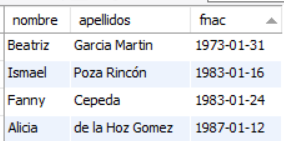 nombre apellidos fnac
Beatriz Garcia Martin 1973-01-31
Ismael Poza Rincón 1983-01-16
Fanny Cepeda 1983-01-24
Alicia de la Hoz Gomez 1987-01-12